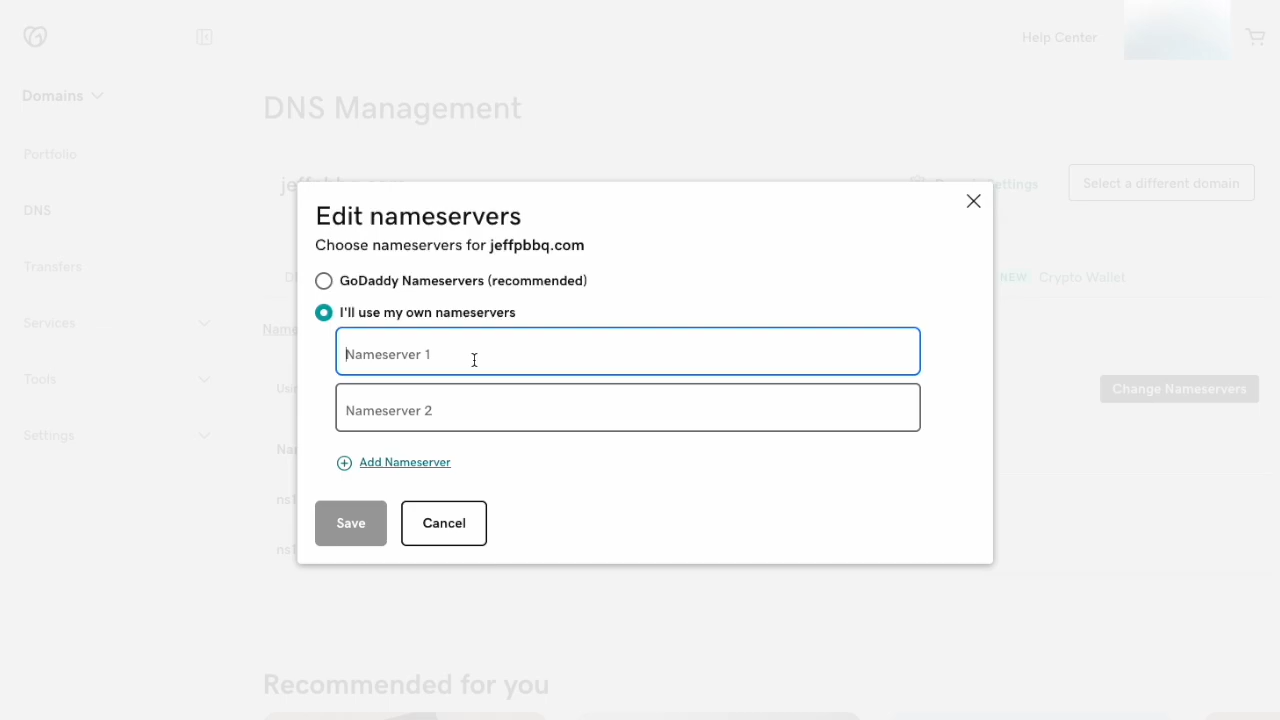 Help Center
Domains
DNS Management
Portfolio
Select a different domain
DNS
Edit nameservers
Choose nameservers for jeffpbbq.com
Transfers
GoDaddy Nameservers (recommended)
NEW Crypto Wallet
I'll use my own nameservers
Services
Nameserver 1
Tools
Change Nameservers
Nameserver 2
Settings
Add Nameserver
Save
Cancel
Recommended for you